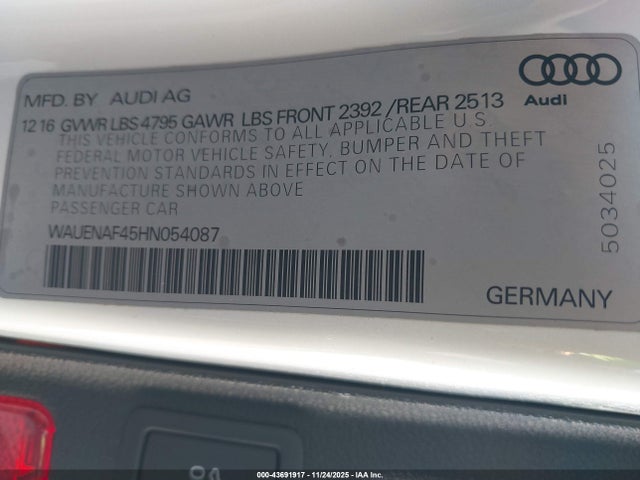 MFD. BY AUDI AG
Audi
12 16 GVWR LBS 4795 GAWR LBS FRONT 2392 /REAR 2513
THIS VEHICLE CONFORMS TO ALL APPLICABLE U.S.
FEDERAL MOTOR VEHICLE SAFETY, BUMPER AND THEFT
PREVENTION STANDARDS IN EFFECT ON THE DATE OF
MANUFACTURE SHOWN ABOVE
PASSENGER CAR
WAUENAF45HN054087
5034025
GERMANY
000-43691917 - 11/24/2025 - IAA Inc.